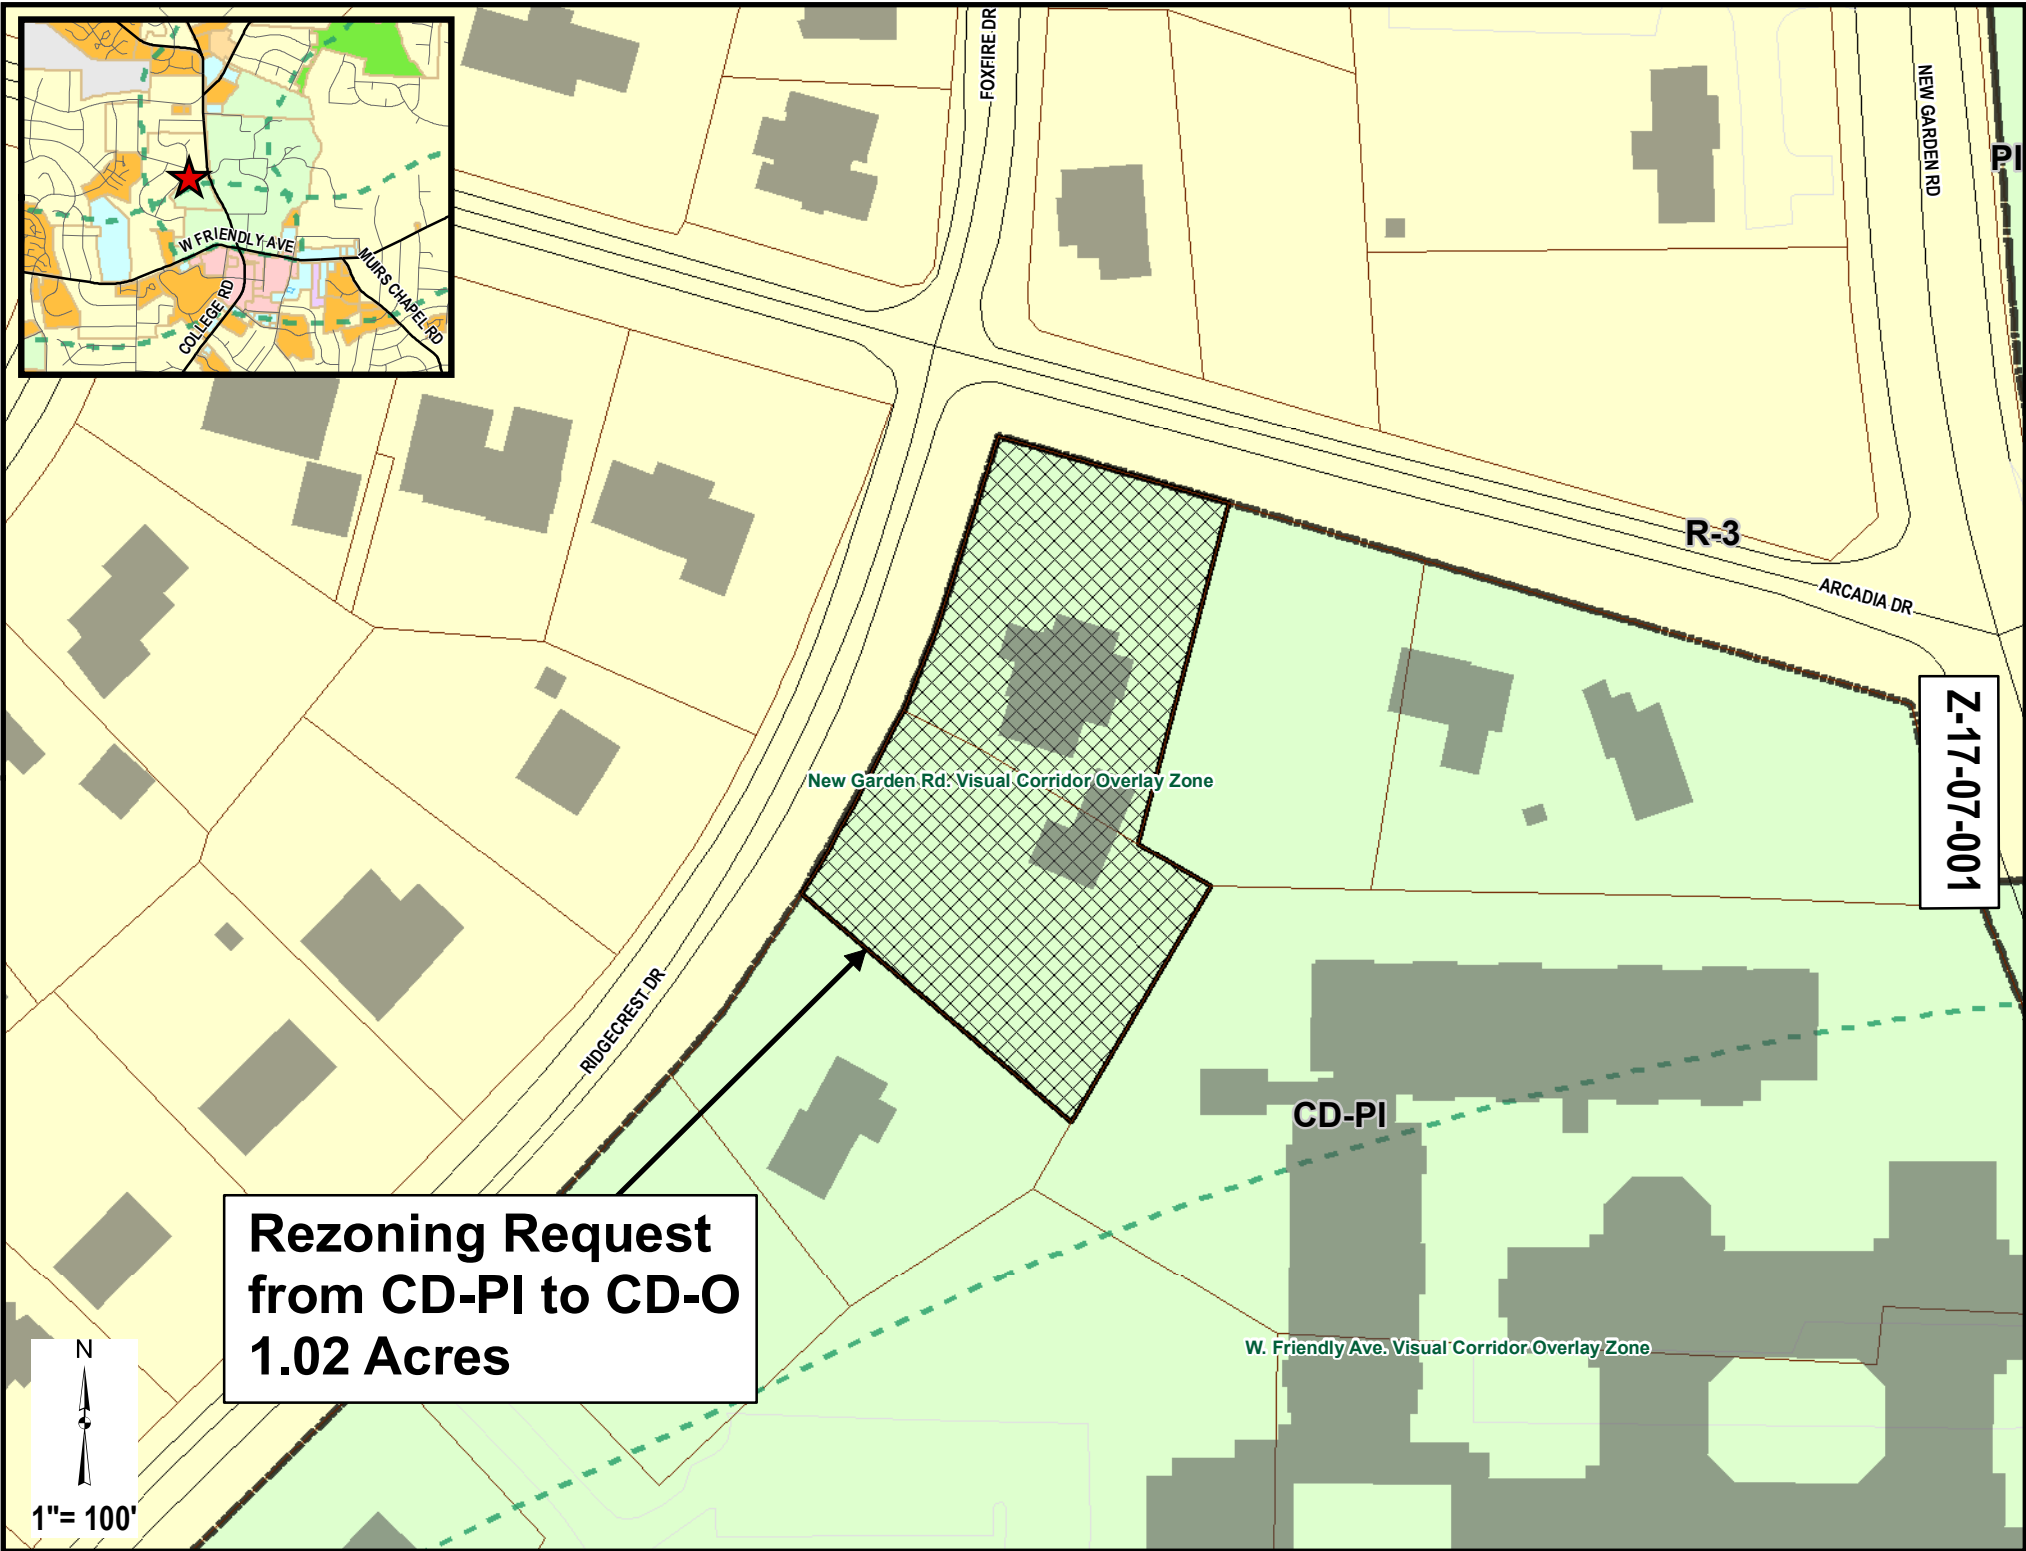 W FRIENDLY AVE
MUIRS CHAPEL RD
COLLEGE RD
FOXFIRE DR
NEW GARDEN RD
PI
R-3
ARCADIA DR
Z-17-07-001
New Garden Rd. Visual Corridor Overlay Zone
RIDGECREST DR
CD-PI
Rezoning Request
from CD-PI to CD-O
1.02 Acres
W. Friendly Ave. Visual Corridor Overlay Zone
N
1"= 100'